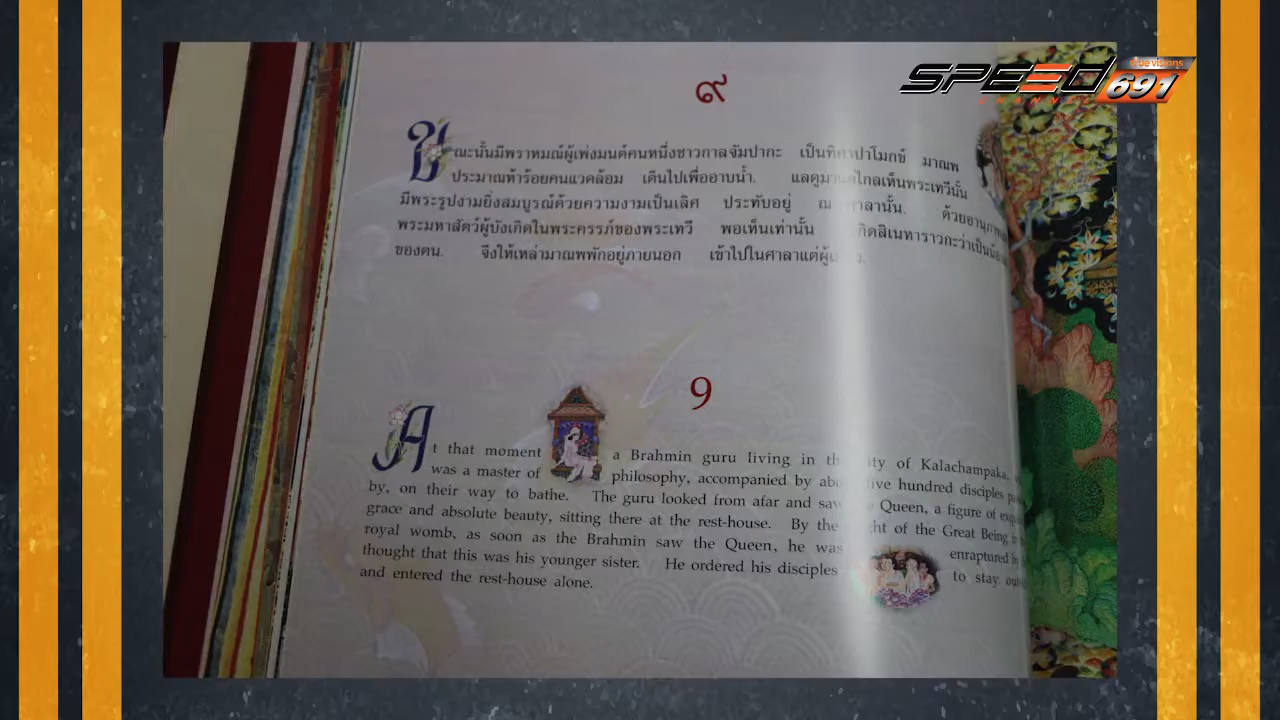 SPEED
CHANNEL
true visions
691
๙
ขณะนั้นมีพราหมณ์ผู้เพ่งมนต์คนหนึ่งชาวกาลจัมปากะ เป็นทิศาปาโมกข์ มาณพ
ประมาณห้าร้อยคนแวดล้อม เดินไปเพื่ออาบน้ำ. แลดูมาแต่ไกลเห็นพระเทวีนั้น
มีพระรูปงามยิ่งสมบูรณ์ด้วยความงามเป็นเลิศ ประทับอยู่ ณ ศาลานั้น. ด้วยอานุภาพ
พระมหาสัตว์ผู้บังเกิดในพระครรภ์ของพระเทวี พอเห็นเท่านั้น เกิดสิเนหาราวกะว่าเป็นน้อง
ของตน. จึงให้เหล่ามาณพพักอยู่ภายนอก เข้าไปในศาลาแต่ผู้เดียว.
9
At that moment a Brahmin guru living in the city of Kalachampaka,
was a master of philosophy, accompanied by about five hundred disciples
by, on their way to bathe. The guru looked from afar and saw Queen, a figure of
grace and absolute beauty, sitting there at the rest-house. By the of the Great Being
royal womb, as soon as the Brahmin saw the Queen, he was enraptured
thought that this was his younger sister. He ordered his disciples to stay
and entered the rest-house alone.